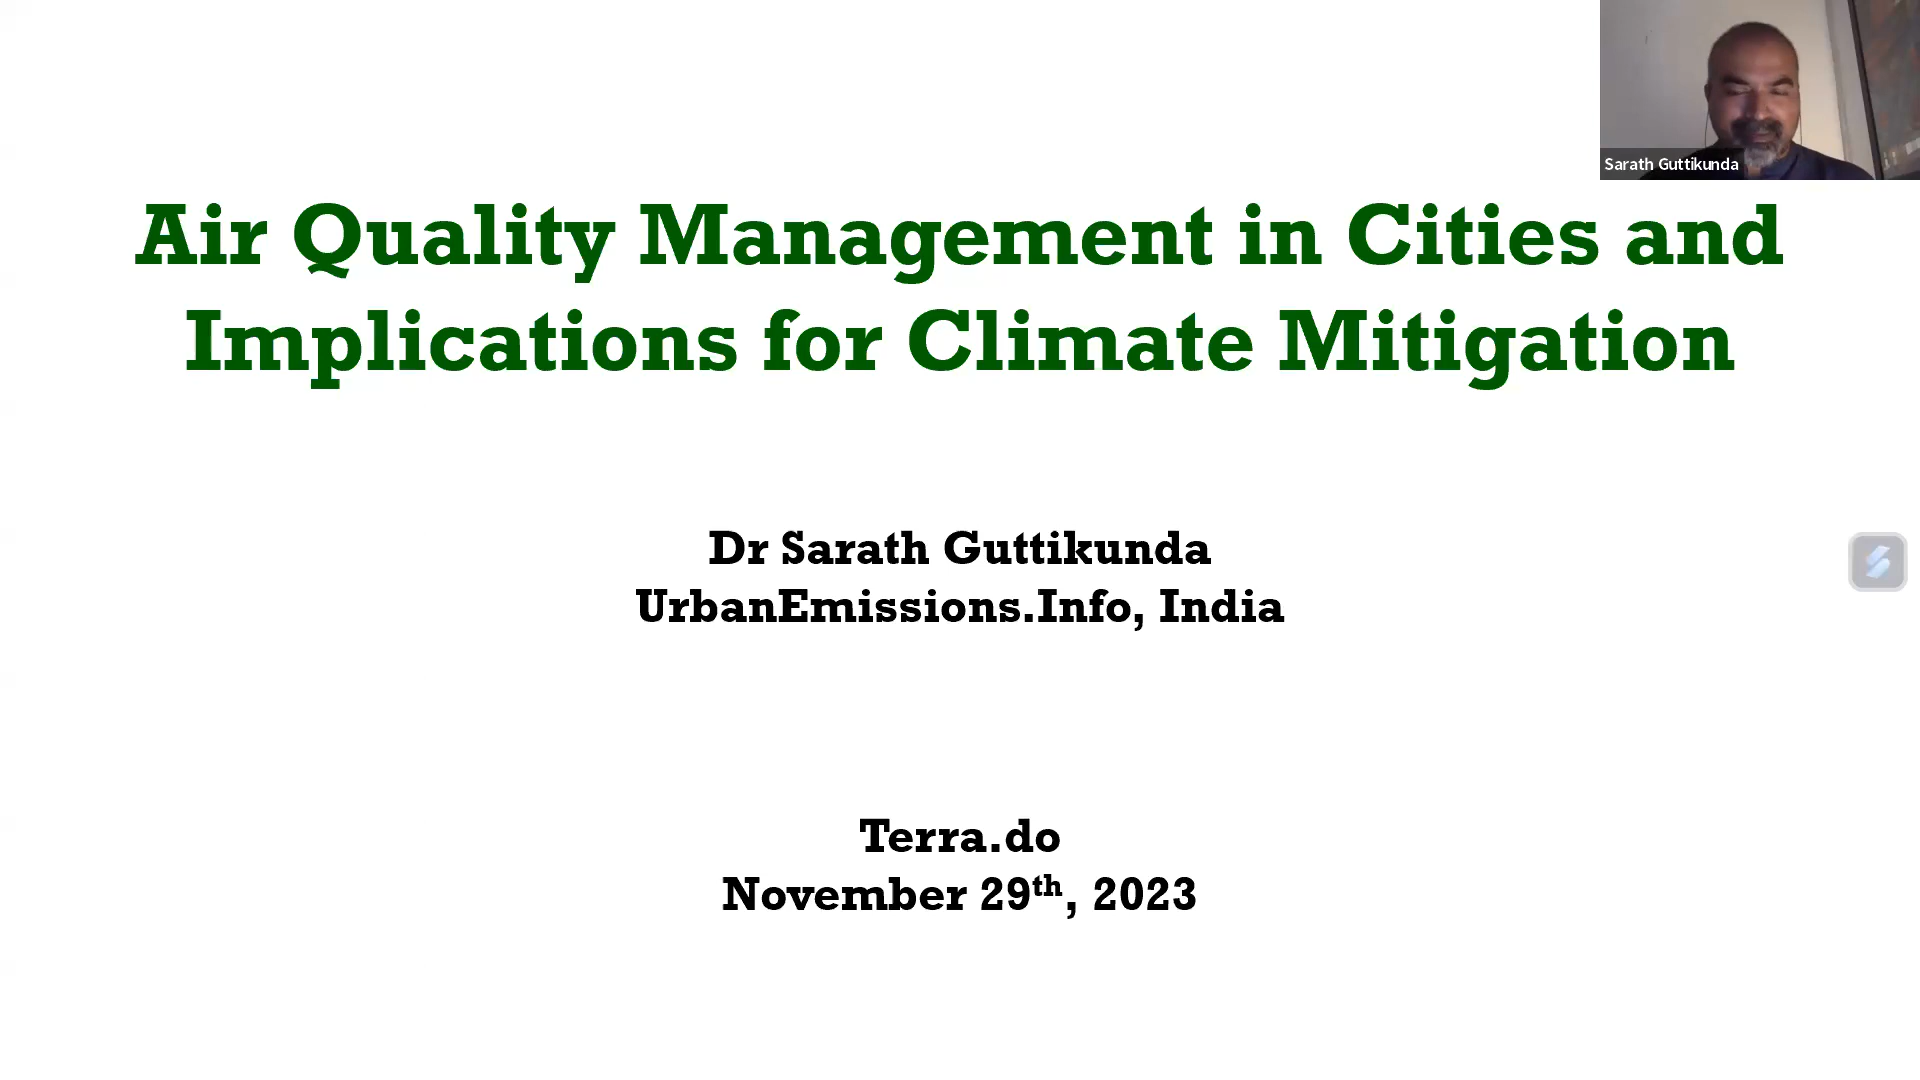 Sarath Guttikunda
Air Quality Management in Cities and
Implications for Climate Mitigation
Dr Sarath Guttikunda
UrbanEmissions.Info, India
Terra.do
November 29th, 2023